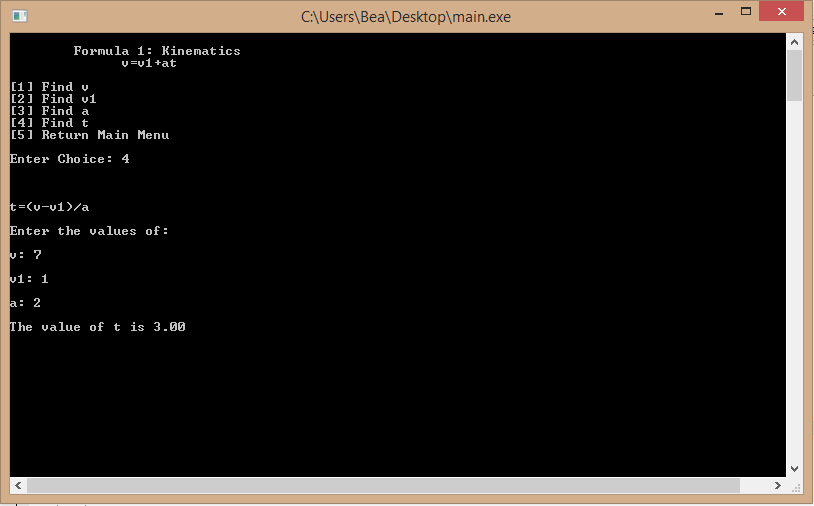 C:\Users\Bea\Desktop\main.exe
Formula 1: Kinematics
v=v1+at
[1] Find v
[2] Find v1
[3] Find a
[4] Find t
[5] Return Main Menu
Enter Choice: 4
t=(v-v1)/a
Enter the values of:
v: 7
v1: 1
a: 2
The value of t is 3.00